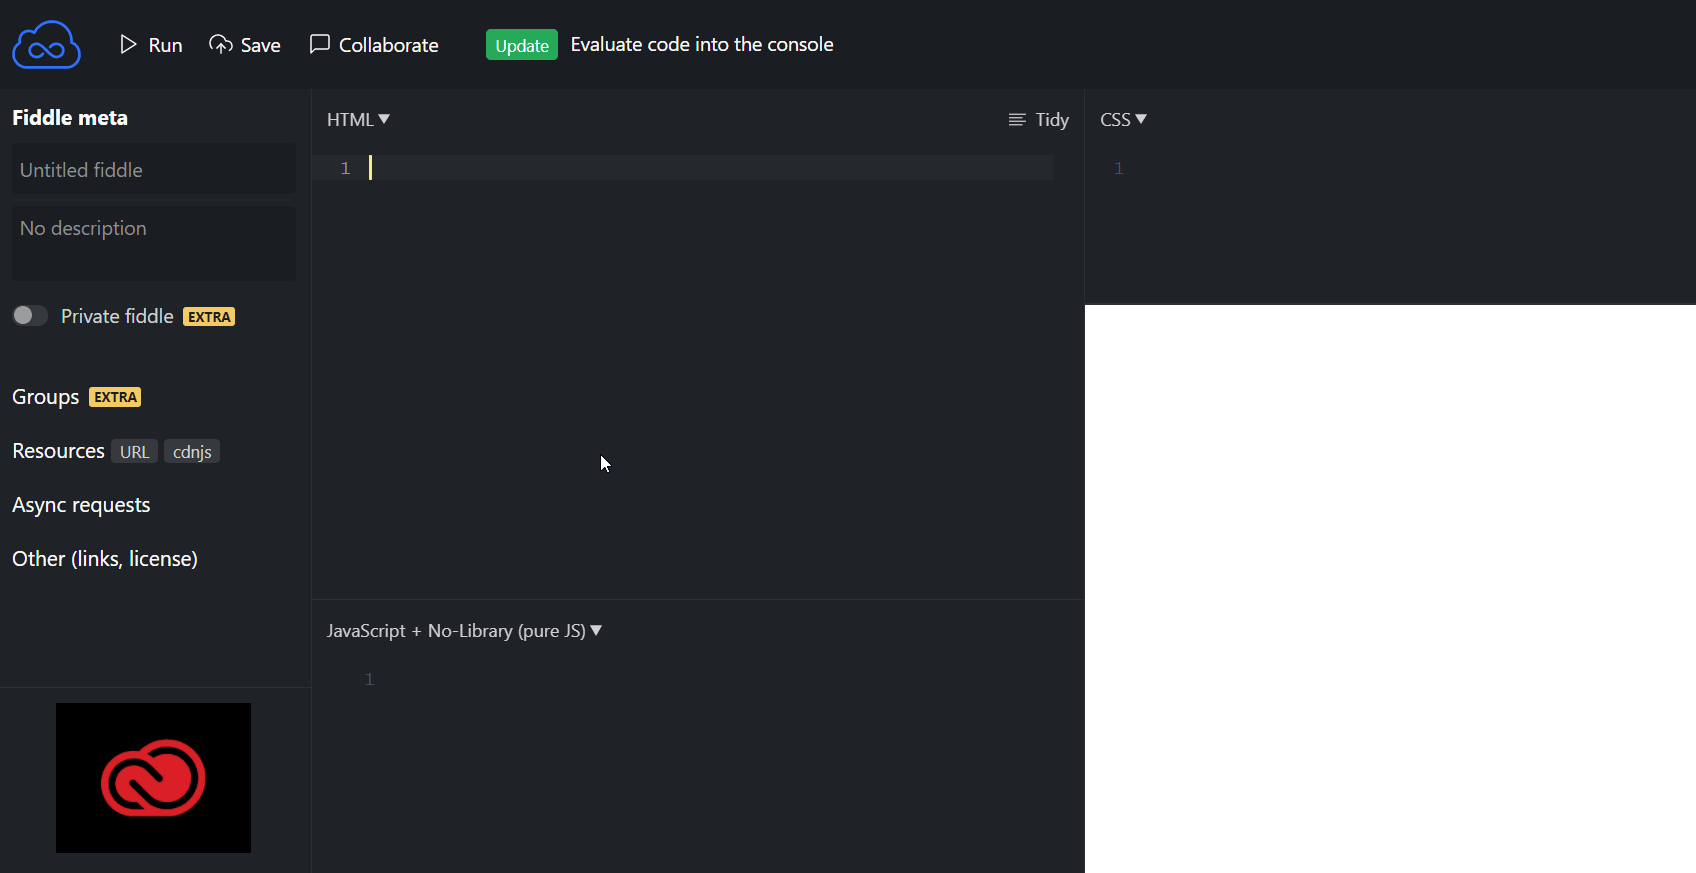 Run Save Collaborate Update Evaluate code into the console
Fiddle meta
Untitled fiddle
No description
Private fiddle EXTRA
Groups EXTRA
Resources URL cdnjs
Async requests
Other (links, license)
HTML Tidy
1
JavaScript + No-Library (pure JS)
1
CSS
1